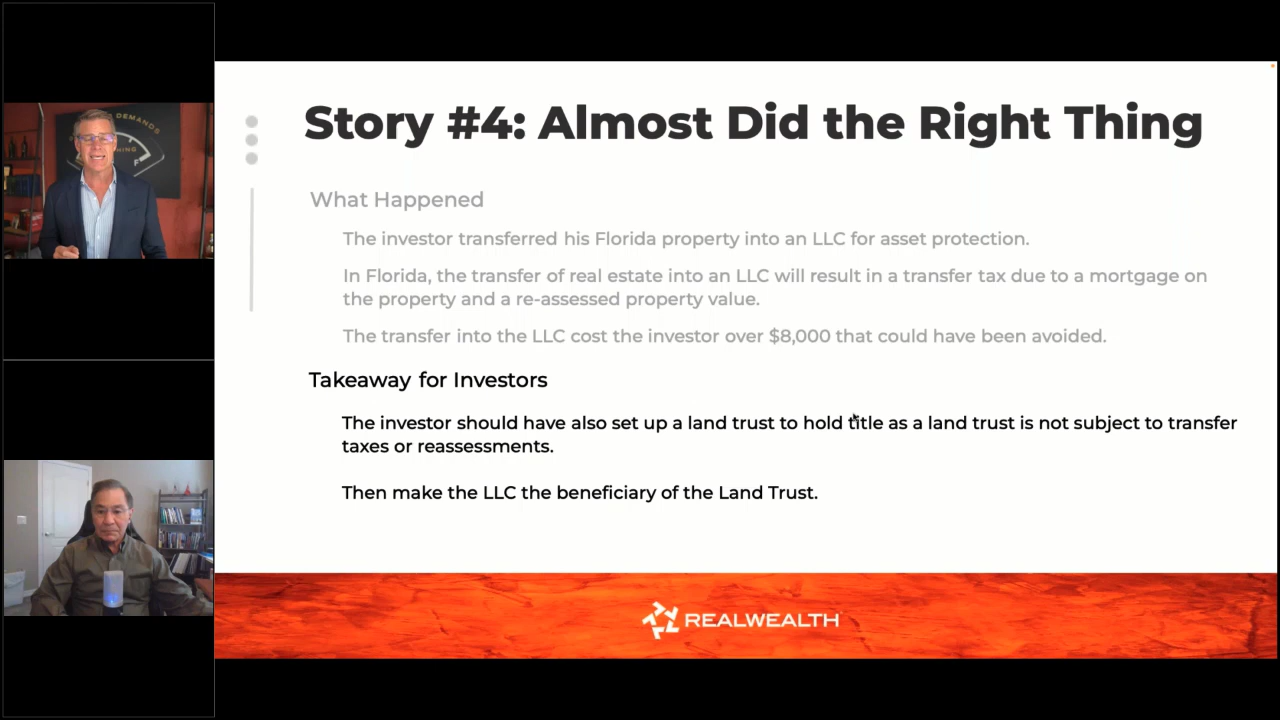 Story #4: Almost Did the Right Thing
What Happened
The investor transferred his Florida property into an LLC for asset protection.
In Florida, the transfer of real estate into an LLC will result in a transfer tax due to a mortgage on
the property and a re-assessed property value.
The transfer into the LLC cost the investor over $8,000 that could have been avoided.
Takeaway for Investors
The investor should have also set up a land trust to hold title as a land trust is not subject to transfer
taxes or reassessments.
Then make the LLC the beneficiary of the Land Trust.
REALWEALTH
DEMANDS